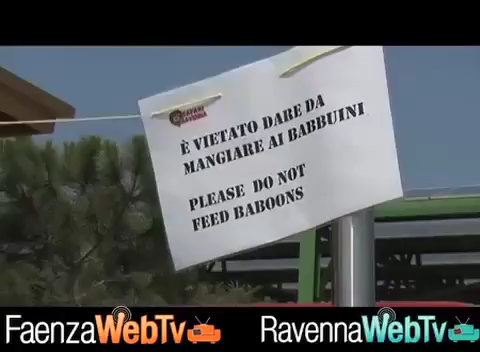 È VIETATO DARE DA
MANGIARE AI BABBUINI
PLEASE DO NOT
FEED BABOONS
FaenzaWebTv
RavennaWebTv